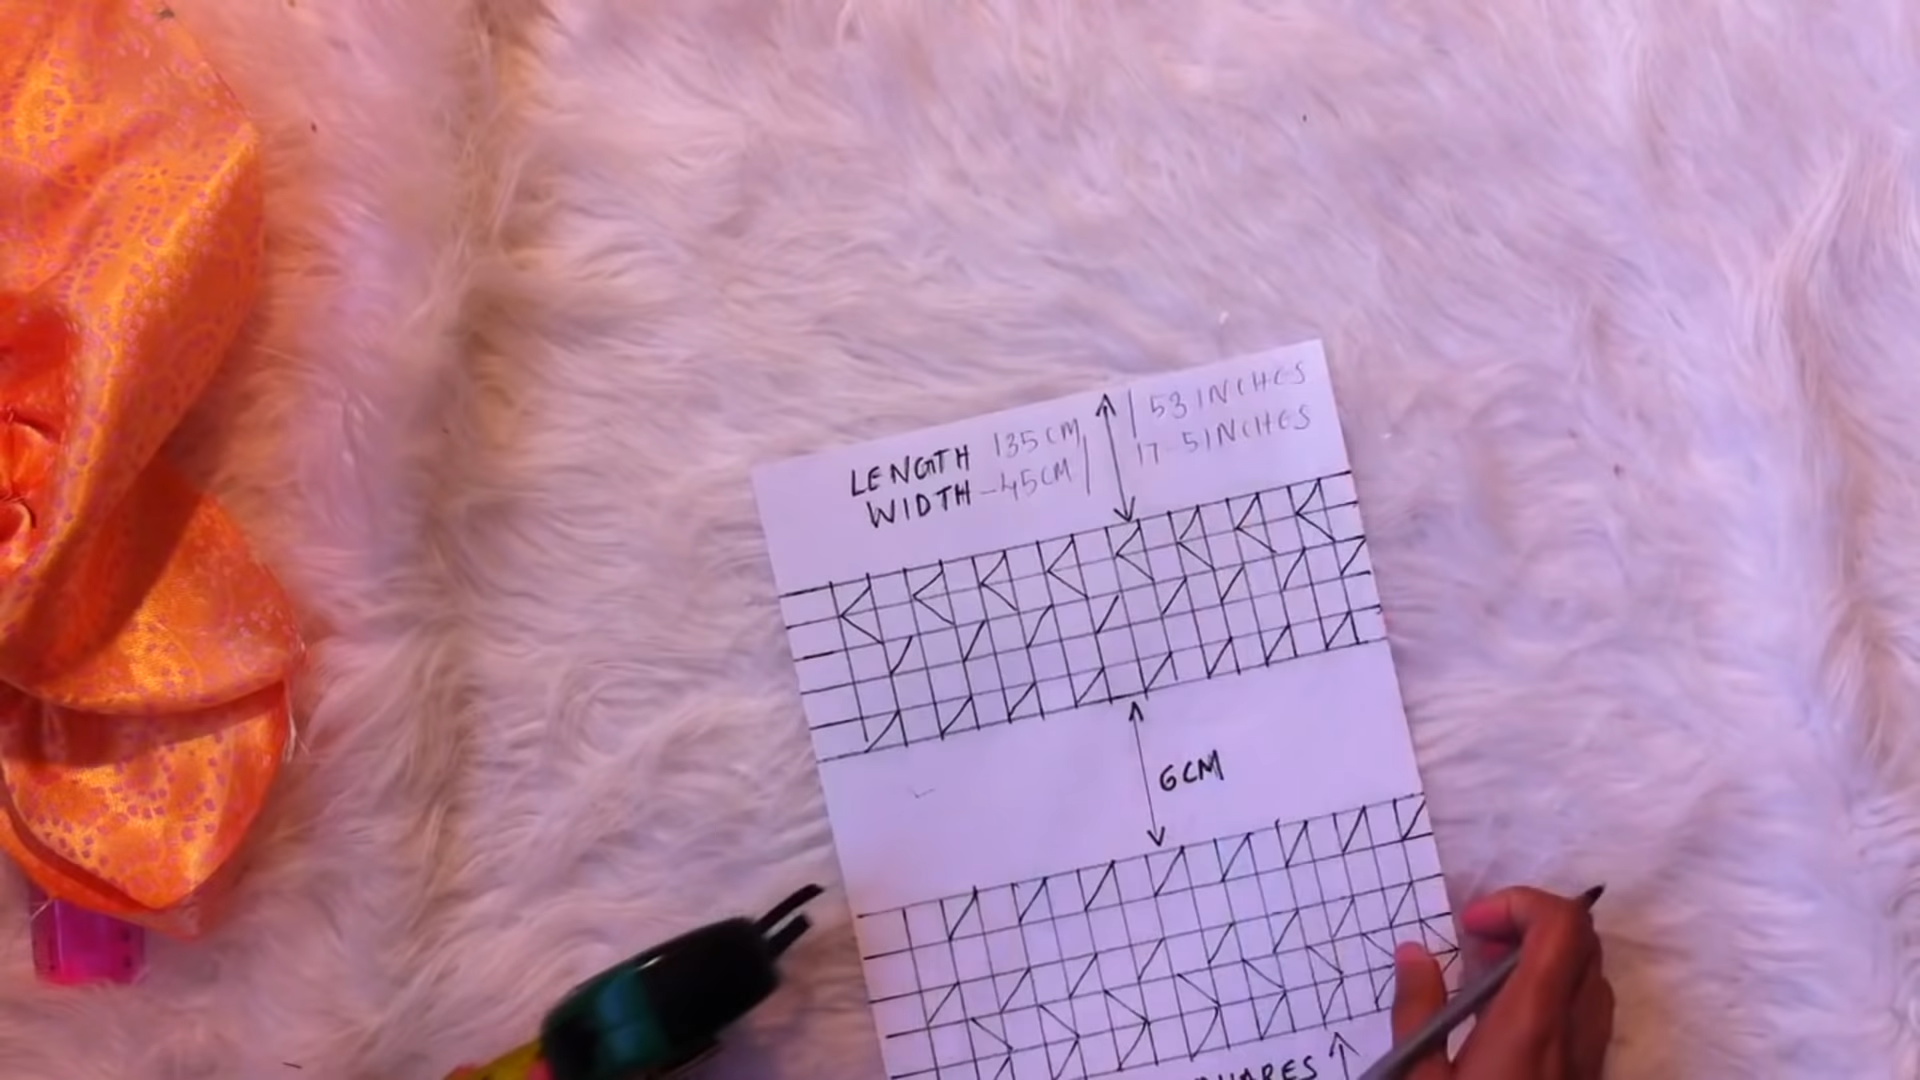 LENGTH 135CM / 53 INCHES
WIDTH - 45CM / 17.5 INCHES
6CM